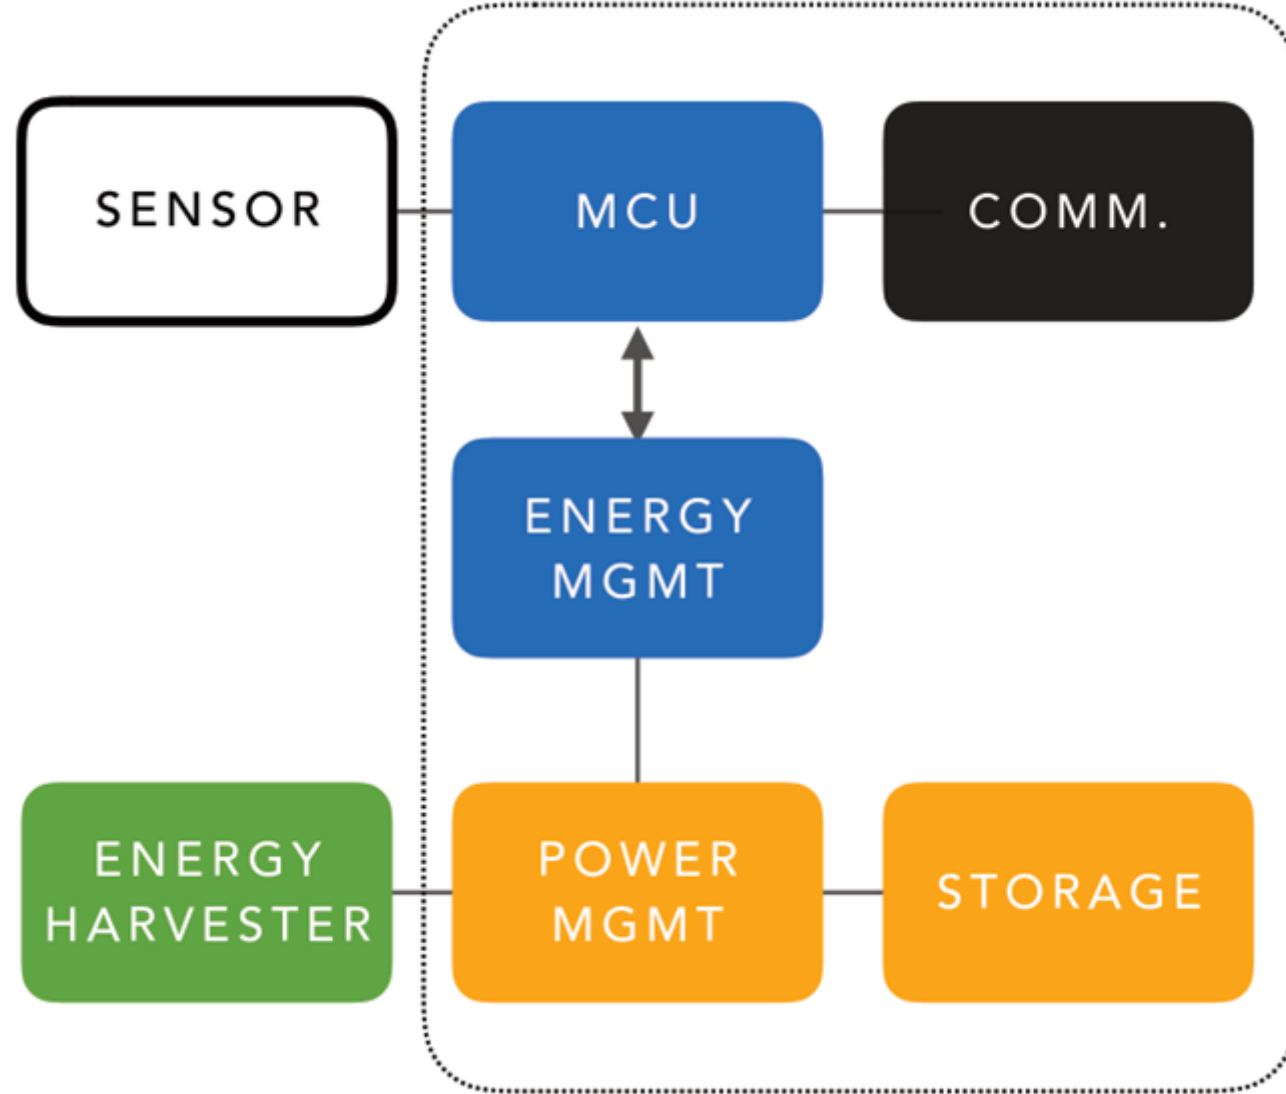 SENSOR
MCU
COMM.
ENERGY
MGMT
ENERGY
HARVESTER
POWER
MGMT
STORAGE